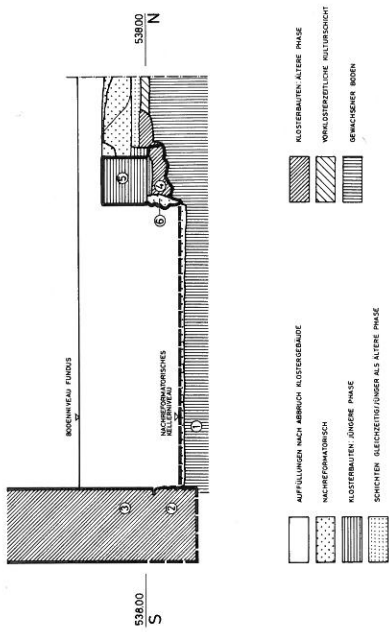 538.00
N
BODENNIVEAU FUNDUS
NACHREFORMATORISCHES
KELLERNIVEAU
5
4
6
1
3
2
538.00
S
AUFFÜLLUNGEN NACH ABBRUCH KLOSTERGEBÄUDE
NACHREFORMATORISCH
KLOSTERBAUTEN: JÜNGERE PHASE
SCHICHTEN GLEICHZEITIG/JÜNGER ALS ÄLTERE PHASE
KLOSTERBAUTEN: ÄLTERE PHASE
VORKLOSTERZEITLICHE KULTURSCHICHT
GEWACHSENER BODEN